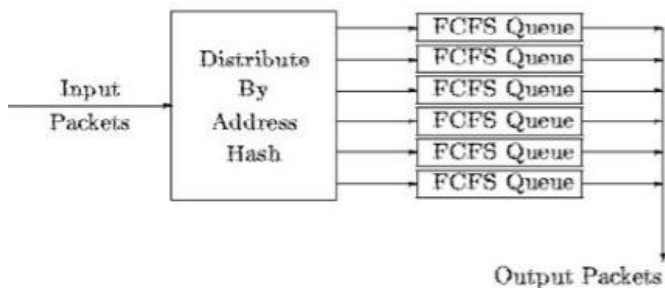 Input
Packets
Distribute
By
Address
Hash
FCFS Queue
FCFS Queue
FCFS Queue
FCFS Queue
FCFS Queue
FCFS Queue
Output Packets